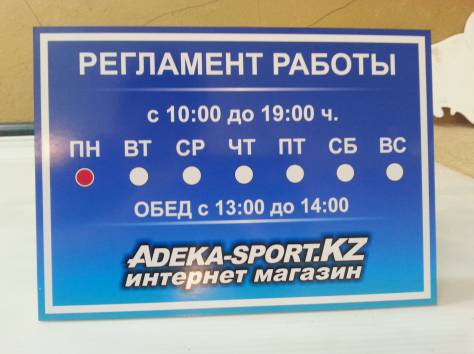 РЕГЛАМЕНТ РАБОТЫ
с 10:00 до 19:00 ч.
ПН ВТ СР ЧТ ПТ СБ ВС
ОБЕД с 13:00 до 14:00
ADEKA-SPORT.KZ
интернет магазин